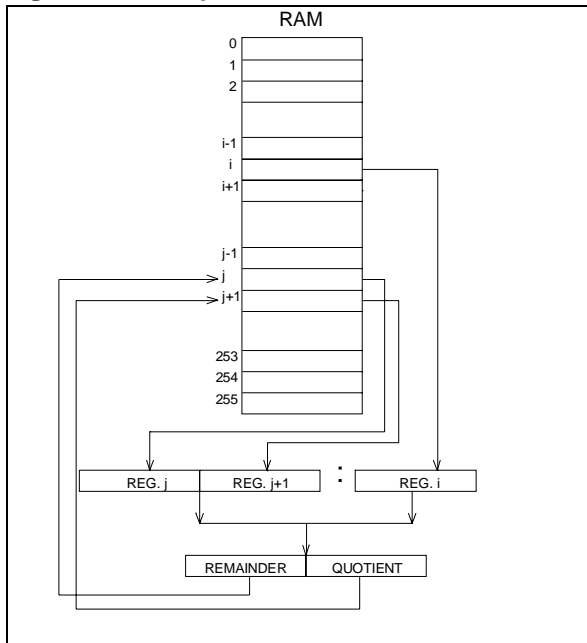 RAM
0
1
2
i-1
i
i+1
j-1
j
j+1
253
254
255
REG. j REG. j+1 : REG. i
REMAINDER QUOTIENT